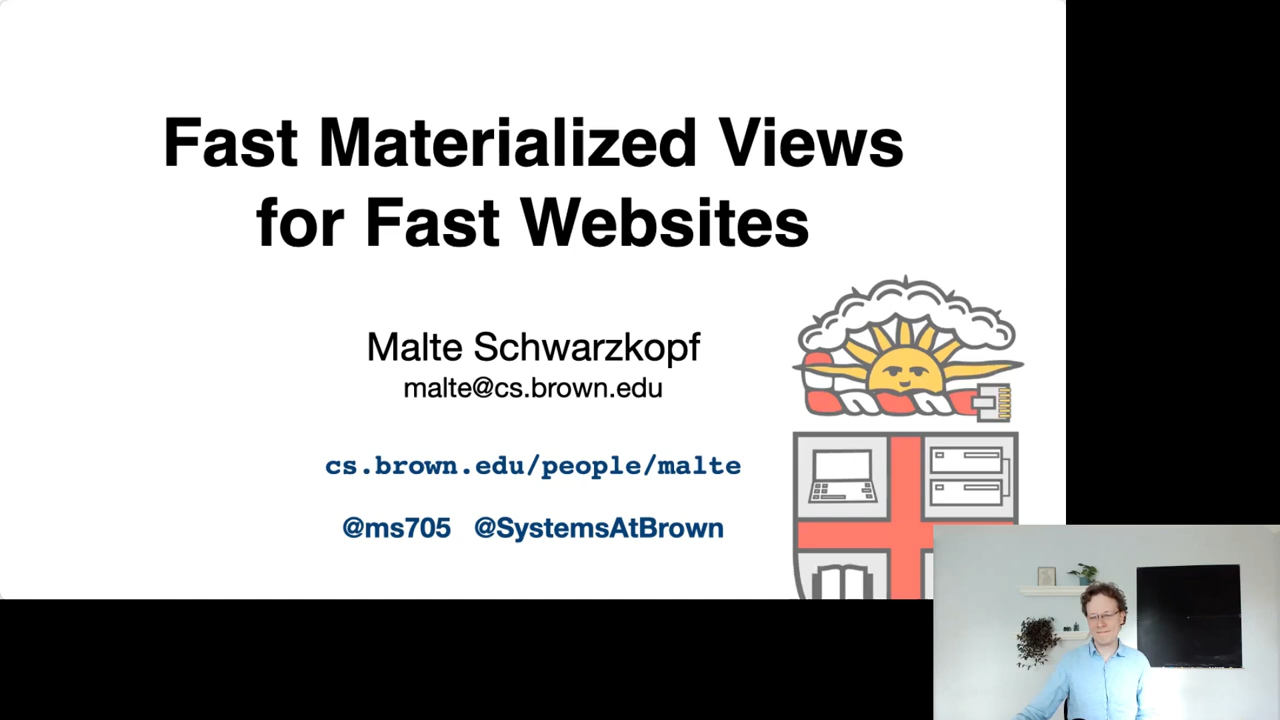 Fast Materialized Views
for Fast Websites
Malte Schwarzkopf
malte@cs.brown.edu
cs.brown.edu/people/malte
@ms705 @SystemsAtBrown